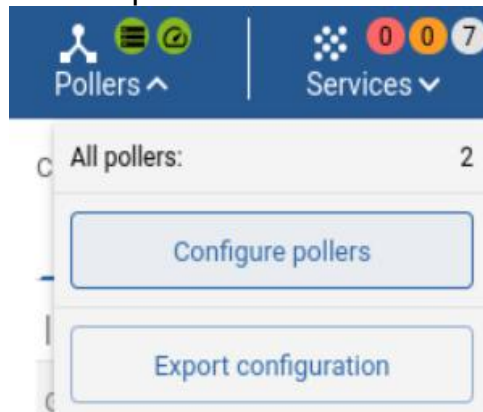 Pollers
Services
0 0 7
All pollers: 2
Configure pollers
Export configuration